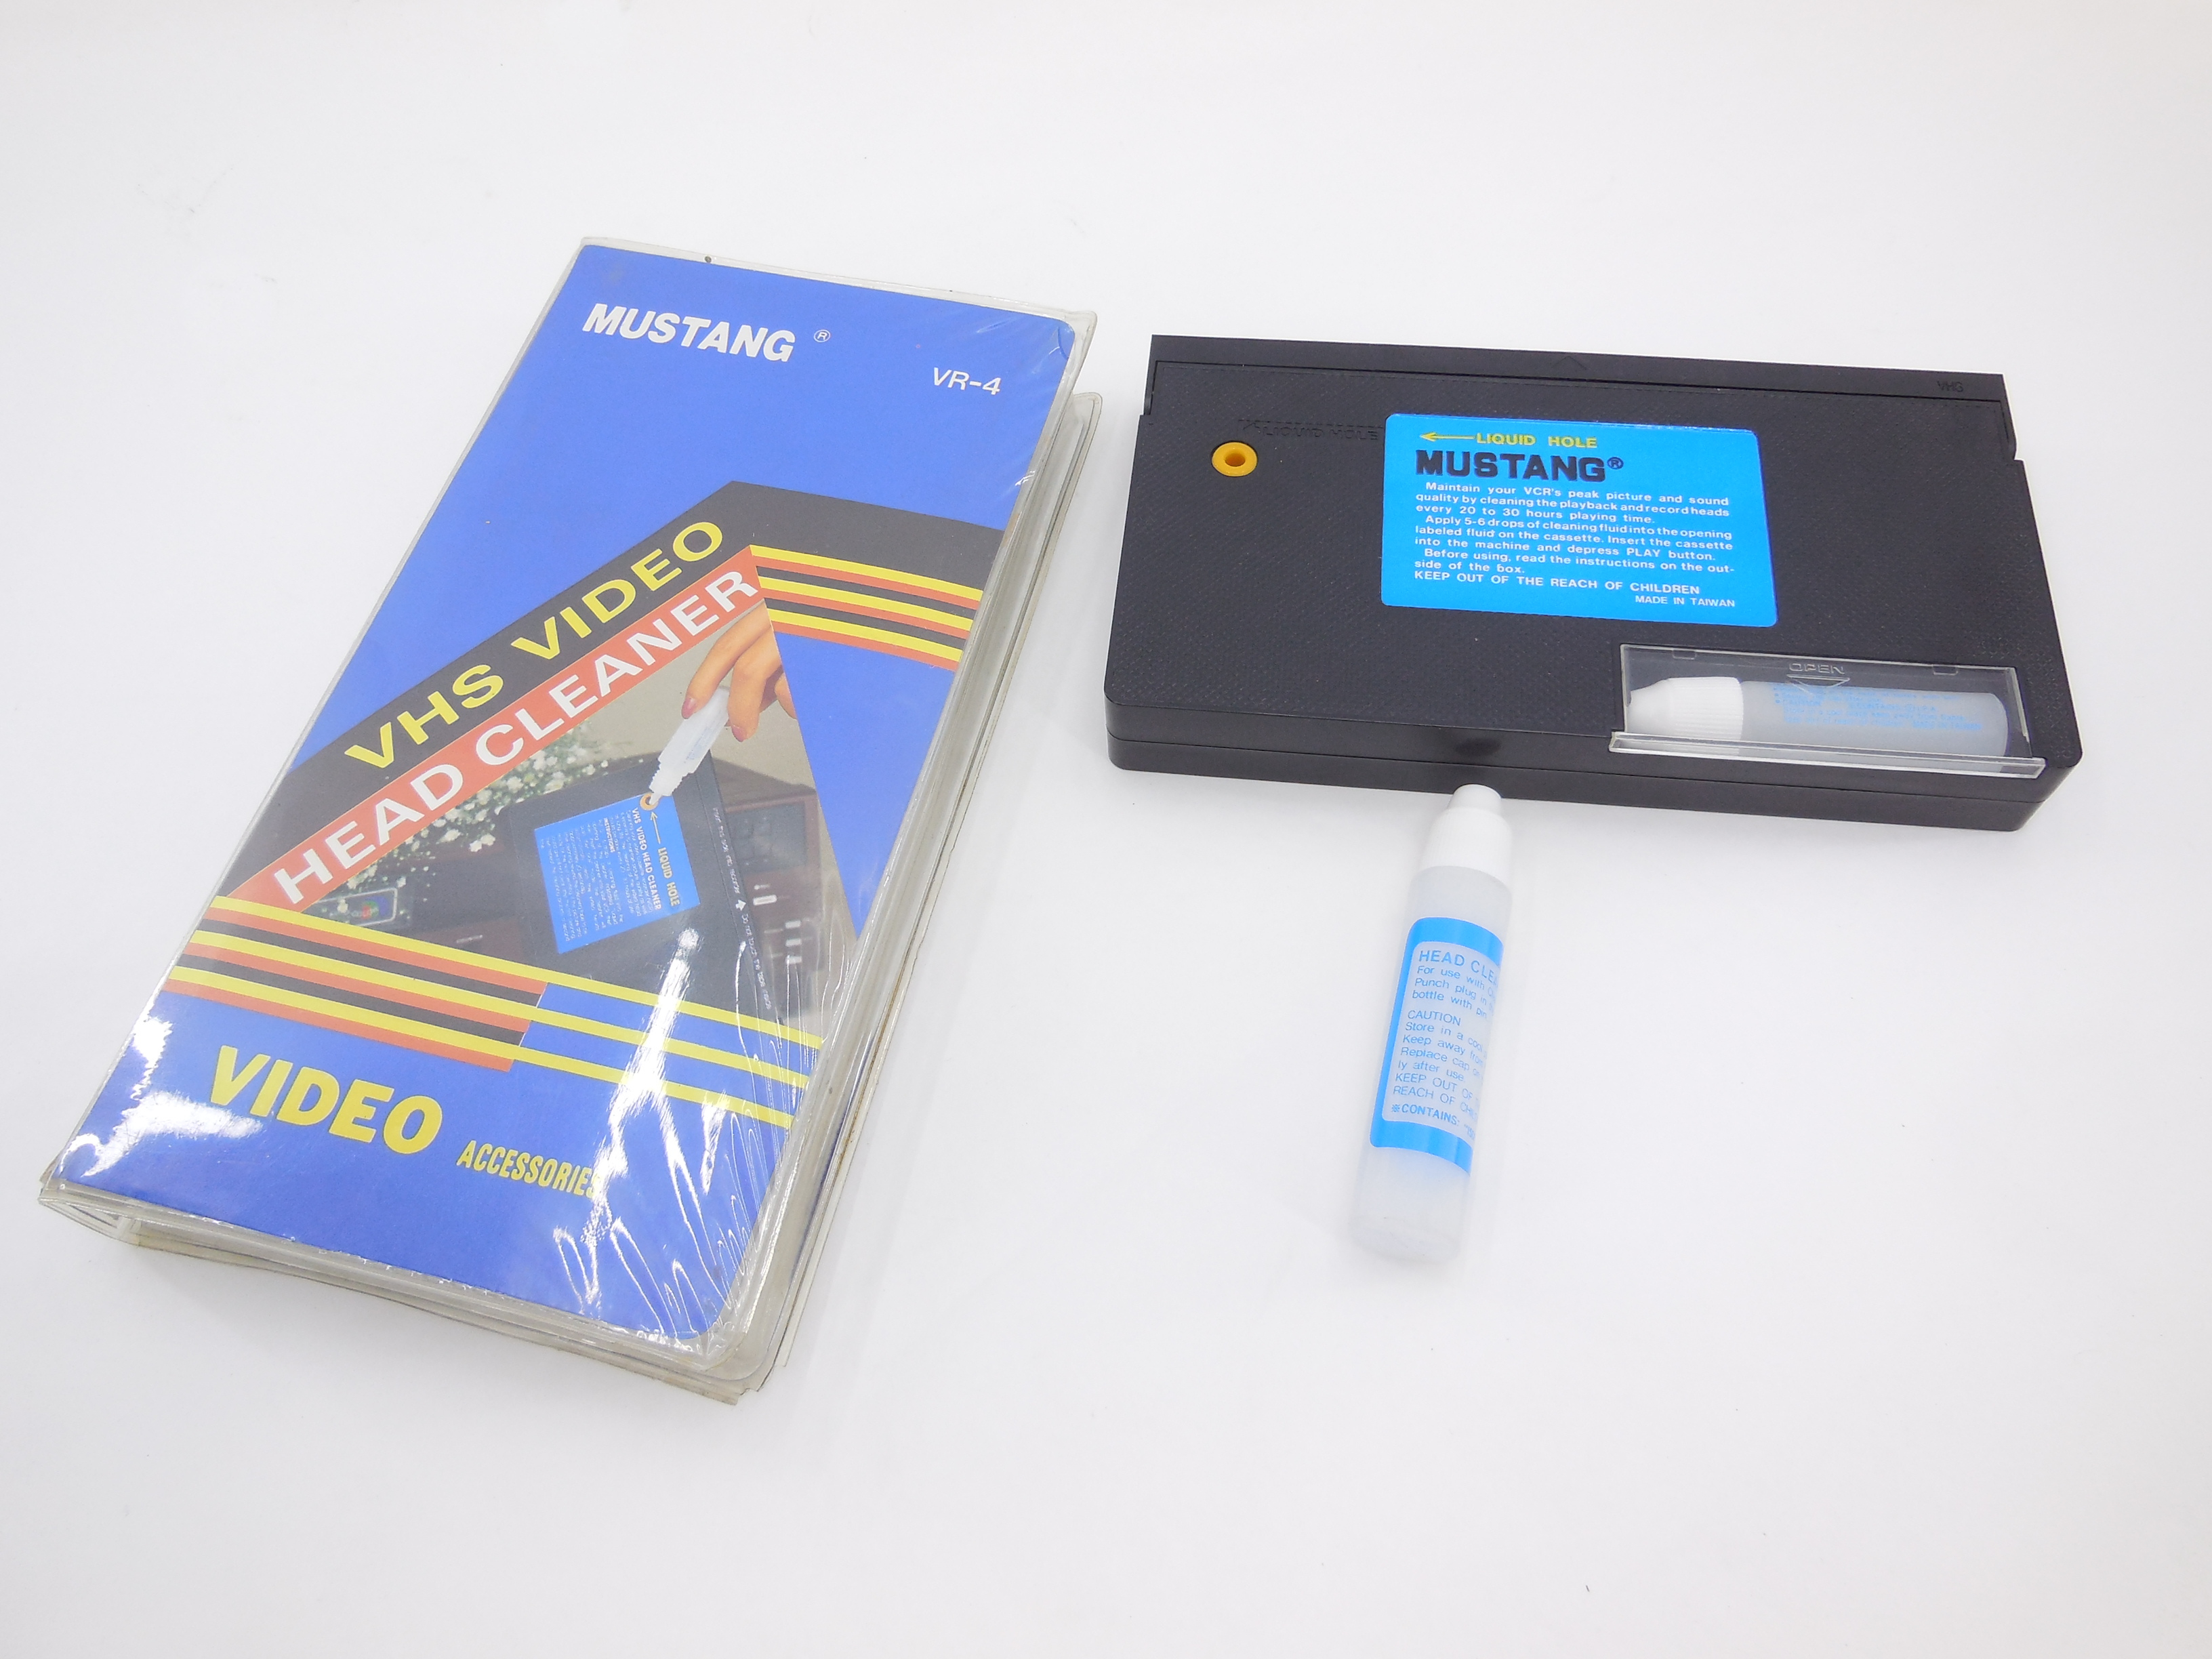 MUSTANG ®
VR-4
VHS VIDEO
HEAD CLEANER
LIQUID HOLE
VHS VIDEO HEAD CLEANER
VIDEO
ACCESSORIES
VHG
LIQUID HOLE
LIQUID HOLE
MUSTANG®
Maintain your VCR's peak picture and sound
quality by cleaning the playback and record heads
every 20 to 30 hours playing time.
Apply 5-6 drops of cleaning fluid into the opening
labeled fluid on the cassette. Insert the cassette
into the machine and depress PLAY button.
Before using, read the instructions on the out-
side of the box.
KEEP OUT OF THE REACH OF CHILDREN
MADE IN TAIWAN
OPEN
HEAD
For use with
Punch plug in
bottle with pin
CAUTION
Store in a
Keep away
Replace cap
ly after use.
KEEP OUT OF
REACH OF
※CONTAINS: